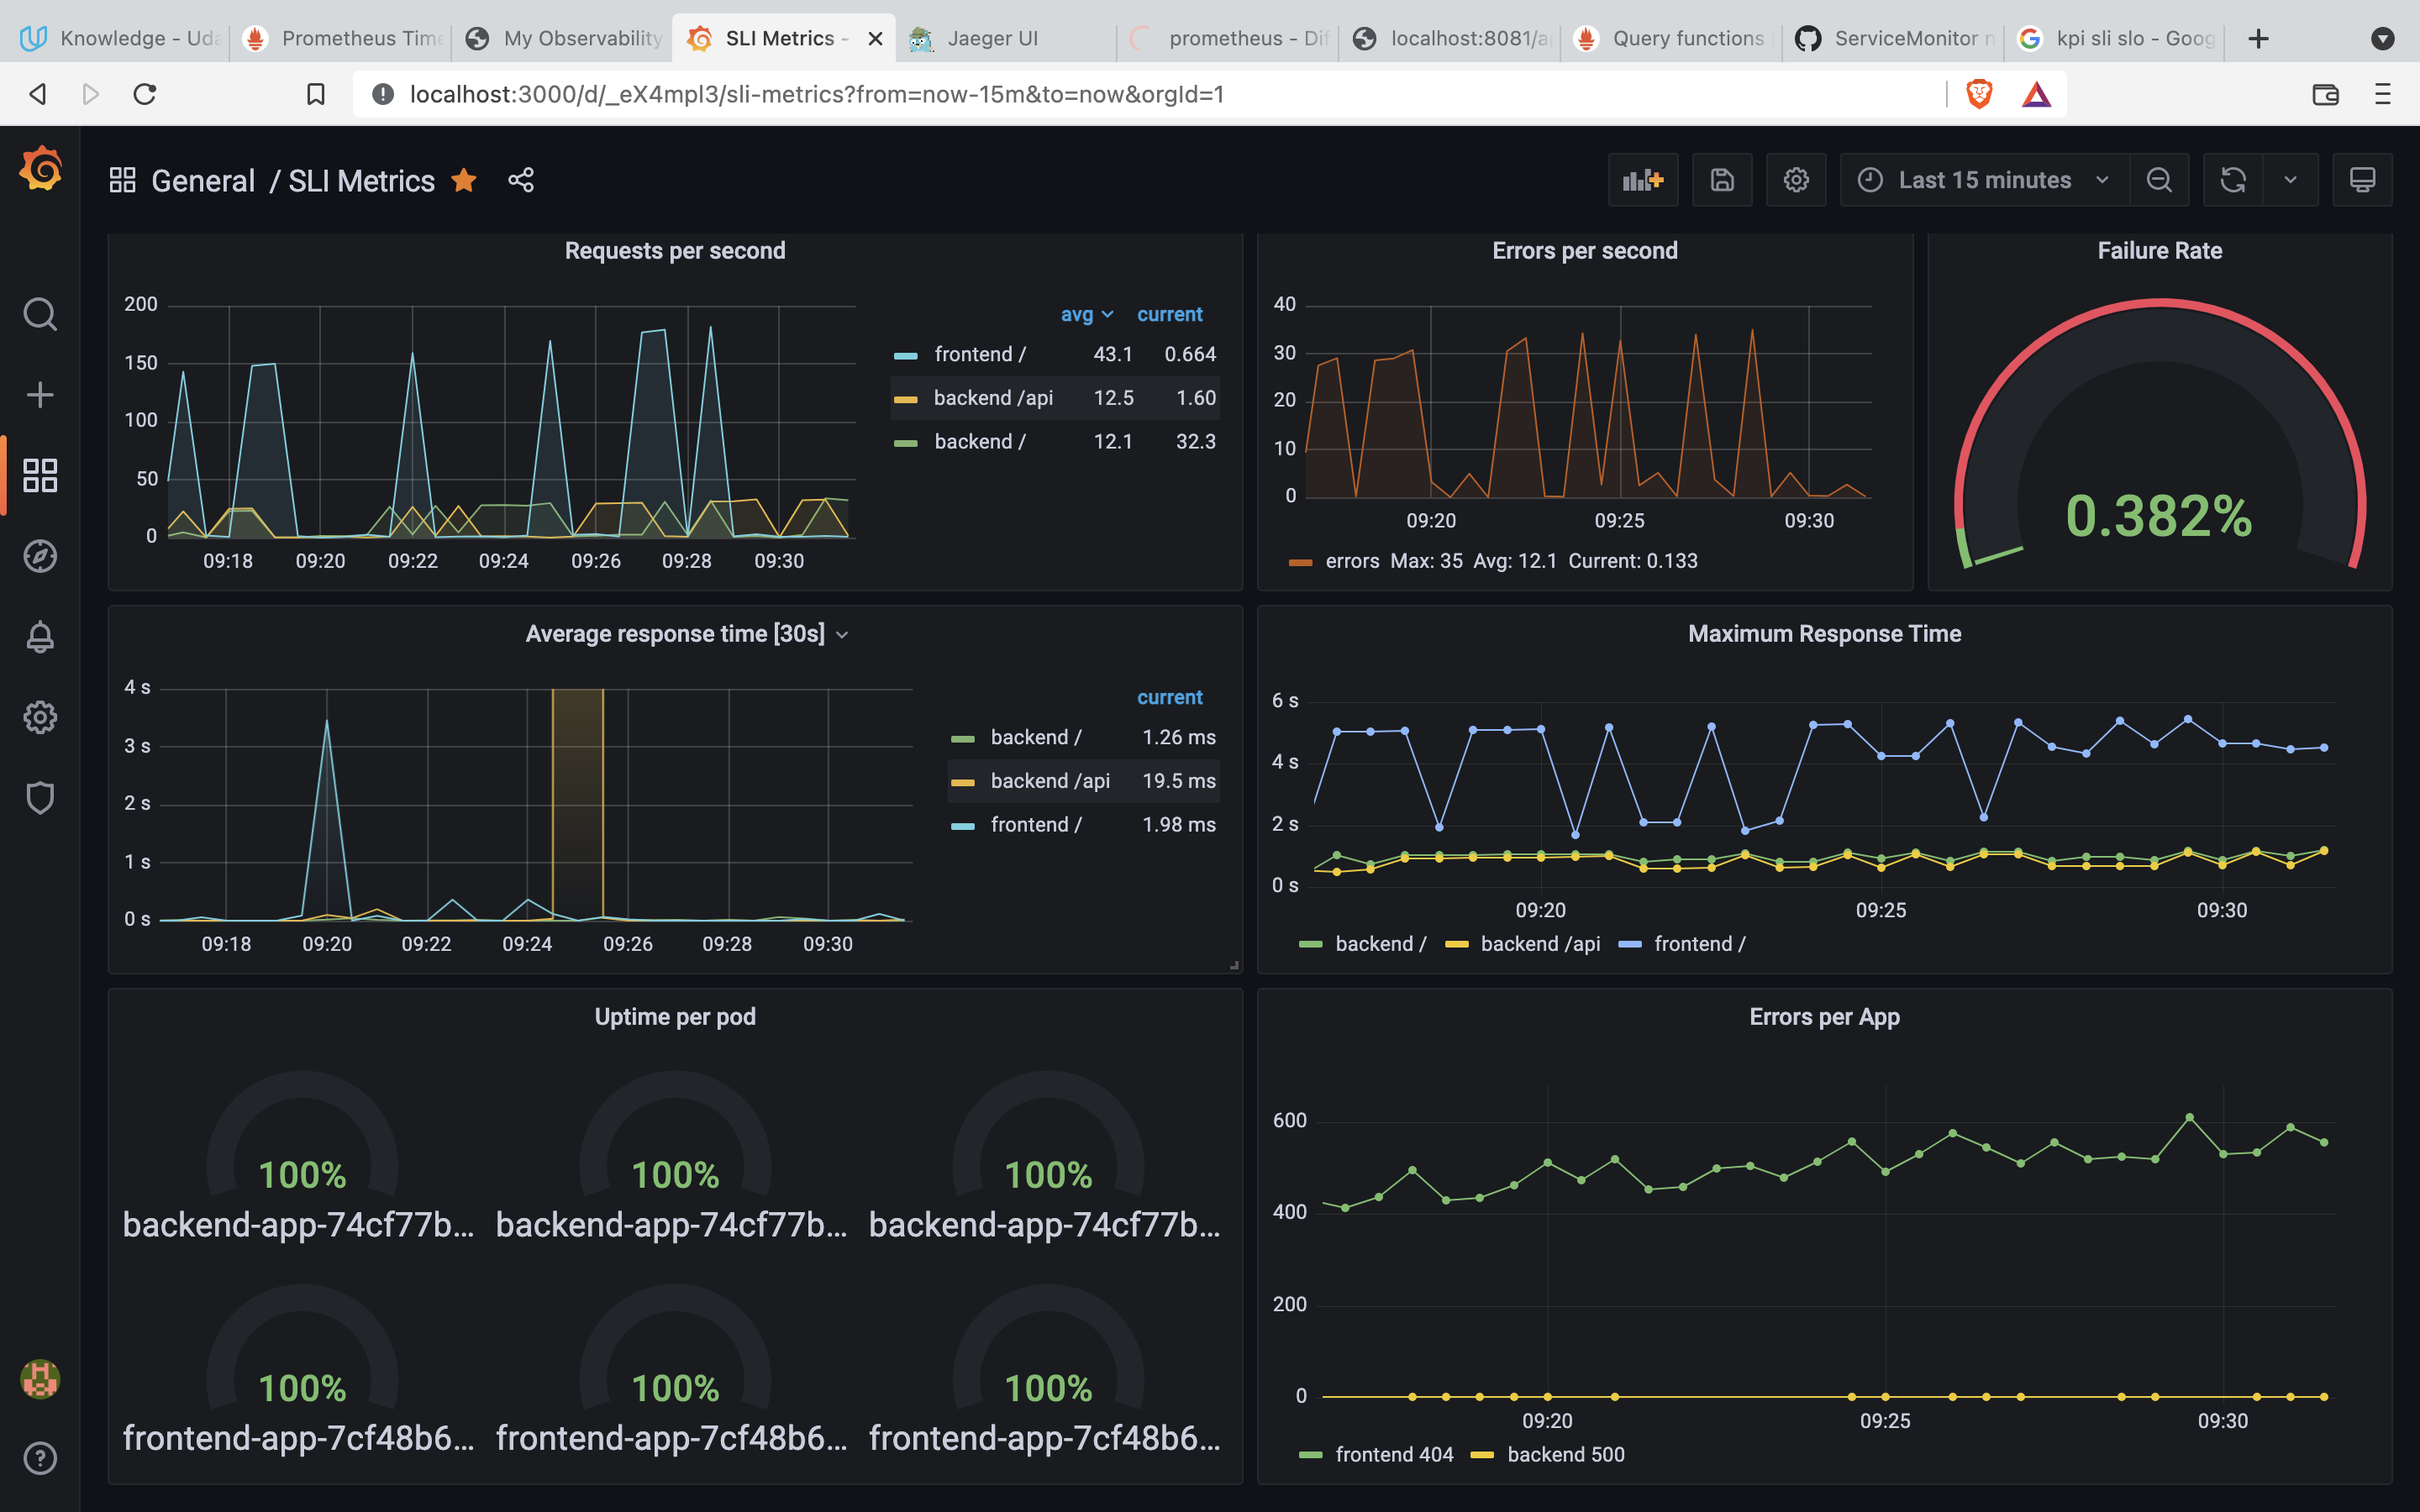 Knowledge - Uda
Prometheus Time
My Observability
SLI Metrics -
Jaeger UI
prometheus - Dif
localhost:8081/a
Query functions
ServiceMonitor n
kpi sli slo - Goog
localhost:3000/d/_eX4mpl3/sli-metrics?from=now-15m&to=now&orgId=1
General / SLI Metrics
Last 15 minutes
Requests per second
200
150
100
50
0
09:18 09:20 09:22 09:24 09:26 09:28 09:30
avg current
frontend / 43.1 0.664
backend /api 12.5 1.60
backend / 12.1 32.3
Errors per second
40
30
20
10
0
09:20 09:25 09:30
errors Max: 35 Avg: 12.1 Current: 0.133
Failure Rate
0.382%
Average response time [30s]
4 s
3 s
2 s
1 s
0 s
09:18 09:20 09:22 09:24 09:26 09:28 09:30
current
backend / 1.26 ms
backend /api 19.5 ms
frontend / 1.98 ms
Maximum Response Time
6 s
4 s
2 s
0 s
09:20 09:25 09:30
backend / backend /api frontend /
Uptime per pod
100% 100% 100%
backend-app-74cf77b... backend-app-74cf77b... backend-app-74cf77b...
100% 100% 100%
frontend-app-7cf48b6... frontend-app-7cf48b6... frontend-app-7cf48b6...
Errors per App
600
400
200
0
09:20 09:25 09:30
frontend 404 backend 500